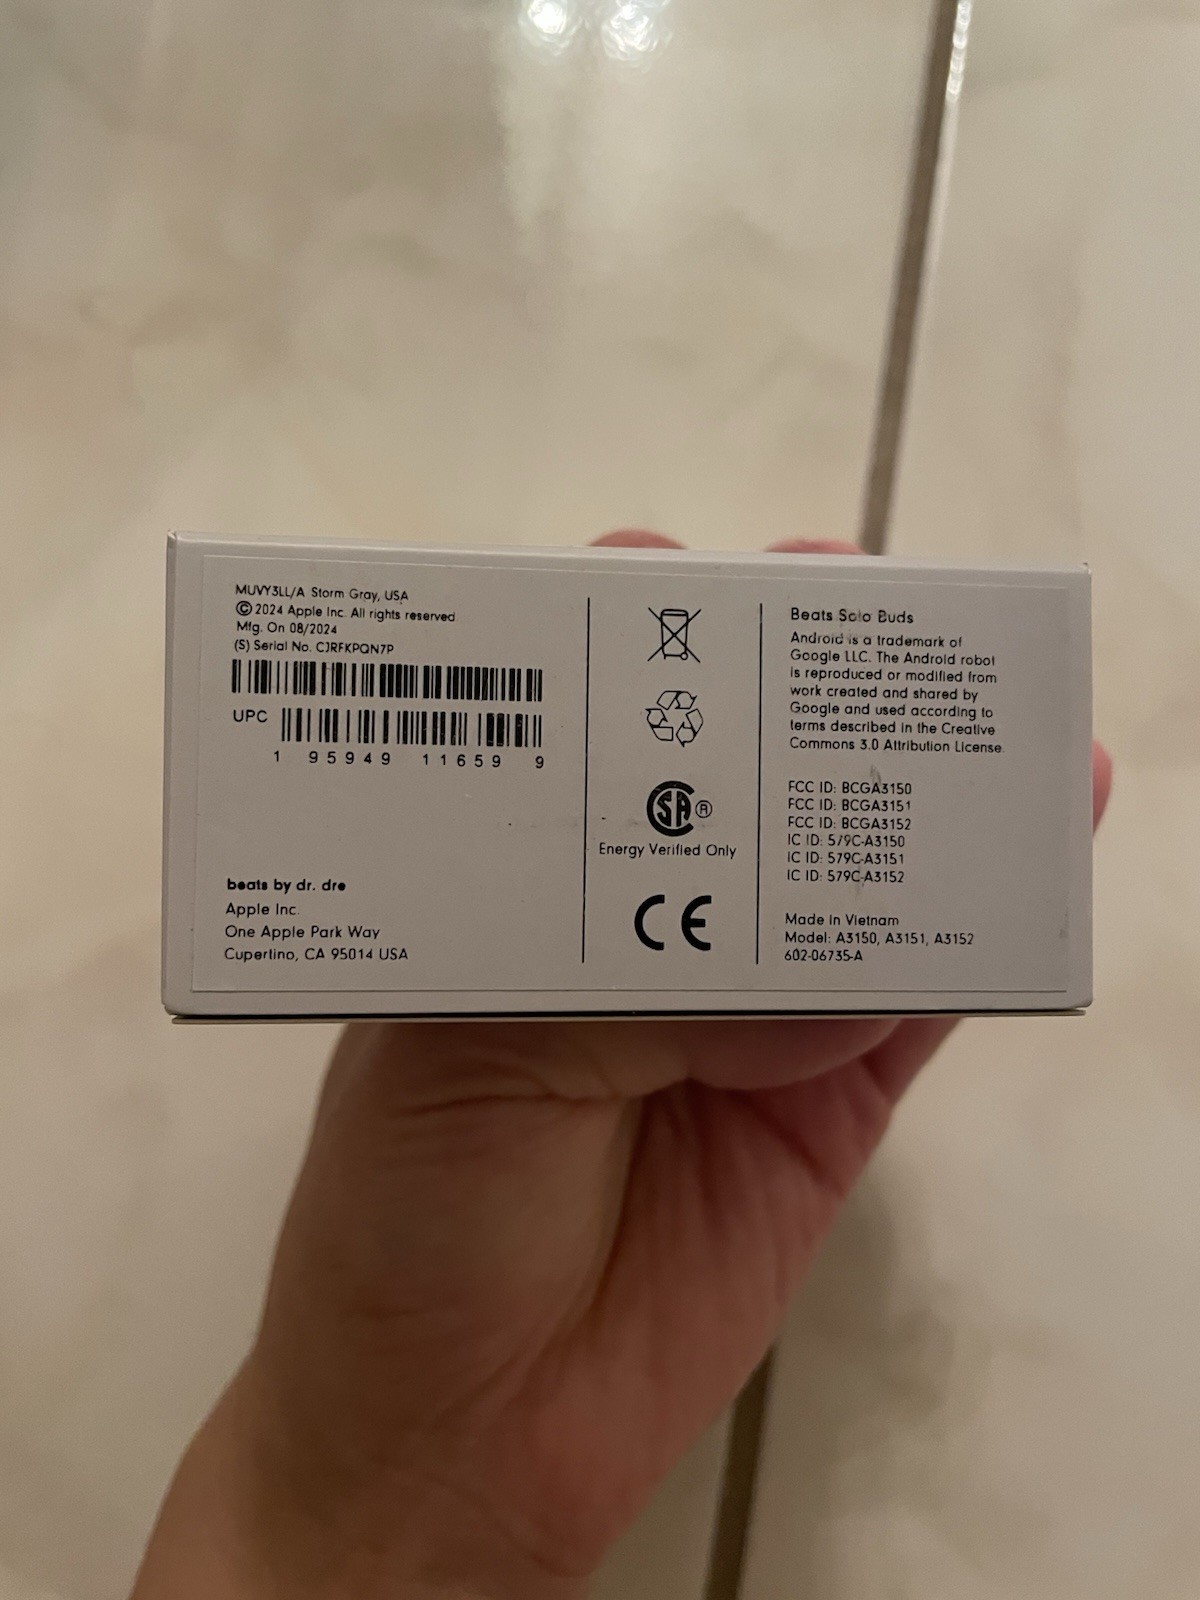 MUVY3LL/A Storm Gray, USA
©2024 Apple Inc. All rights reserved
Mfg. On 08/2024
(S) Serial No. CJRFKPQN7P
UPC
1 95949 11659 9
beats by dr. dre
Apple Inc.
One Apple Park Way
Cupertino, CA 95014 USA
SA ®
Energy Verified Only
CE
Beats Solo Buds
Android is a trademark of
Google LLC. The Android robot
is reproduced or modified from
work created and shared by
Google and used according to
terms described in the Creative
Commons 3.0 Attribution License.
FCC ID: BCGA3150
FCC ID: BCGA3151
FCC ID: BCGA3152
IC ID: 579C-A3150
IC ID: 579C-A3151
IC ID: 579C-A3152
Made in Vietnam
Model: A3150, A3151, A3152
602-06735-A